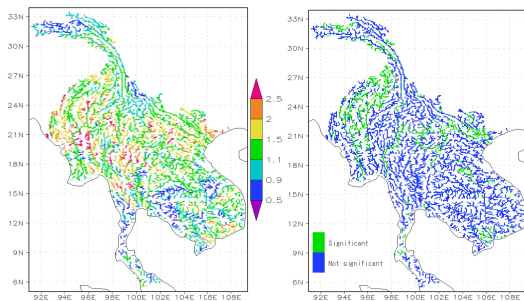 33N
30N
27N
24N
21N
18N
15N
12N
9N
6N
92E 94E 96E 98E 100E 102E 104E 106E 108E
2.5
2
1.5
1.1
0.9
0.5
33N
30N
27N
24N
21N
18N
15N
12N
9N
6N
Significant
Not significant
92E 94E 96E 98E 100E 102E 104E 106E 108E